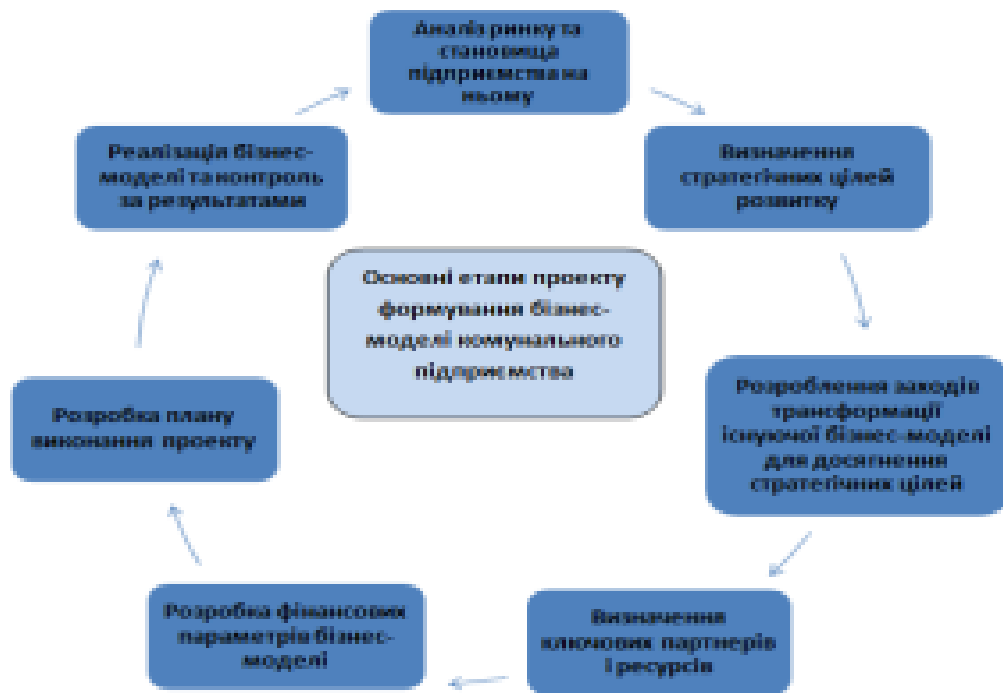 Аналіз ринку та
становища
підприємства на
ньому
Визначення
стратегічних цілей
розвитку
Розроблення заходів
трансформації
існуючої бізнес-моделі
для досягнення
стратегічних цілей
Визначення
ключових партнерів
і ресурсів
Розробка фінансових
параметрів бізнес-
моделі
Розробка плану
виконання проекту
Реалізація бізнес-
моделі та контроль
за результатами
Основні етапи проекту
формування бізнес-
моделі комунального
підприємства